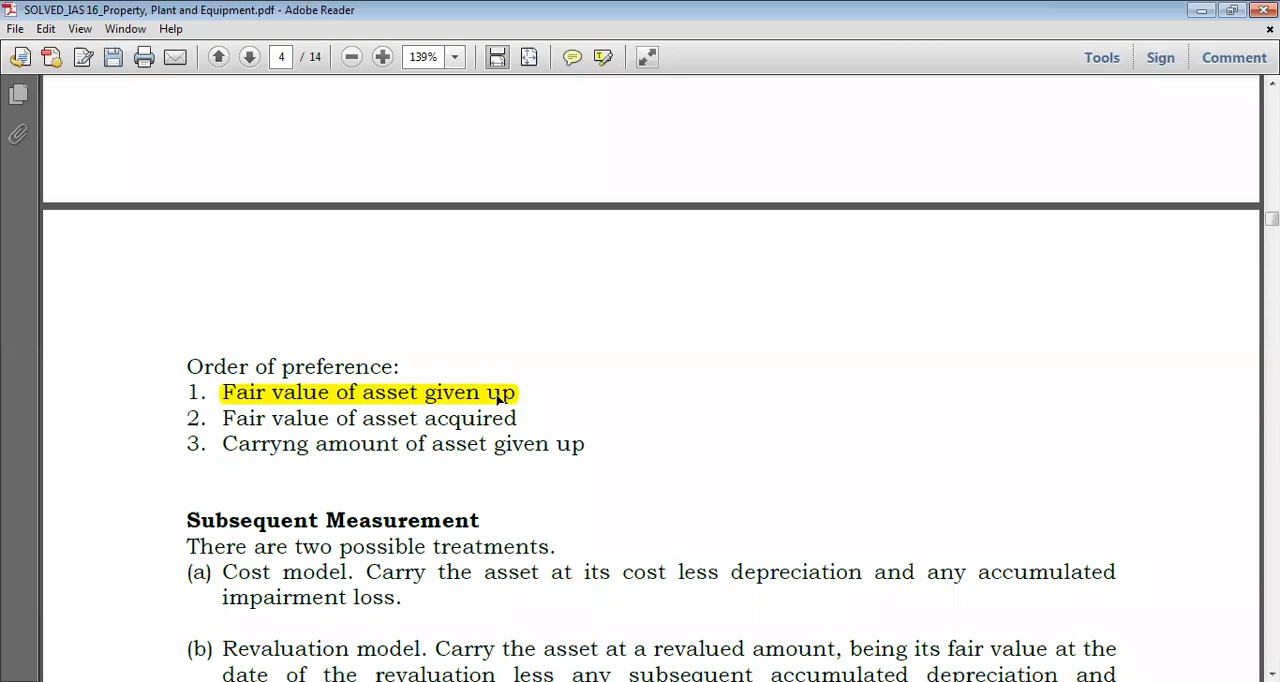 SOLVED_IAS 16_Property, Plant and Equipment.pdf - Adobe Reader
File Edit View Window Help
4 / 14 139% Tools Sign Comment
Order of preference:
1. Fair value of asset given up
2. Fair value of asset acquired
3. Carryng amount of asset given up
Subsequent Measurement
There are two possible treatments.
(a) Cost model. Carry the asset at its cost less depreciation and any accumulated
impairment loss.
(b) Revaluation model. Carry the asset at a revalued amount, being its fair value at the
date of the revaluation less any subsequent accumulated depreciation and